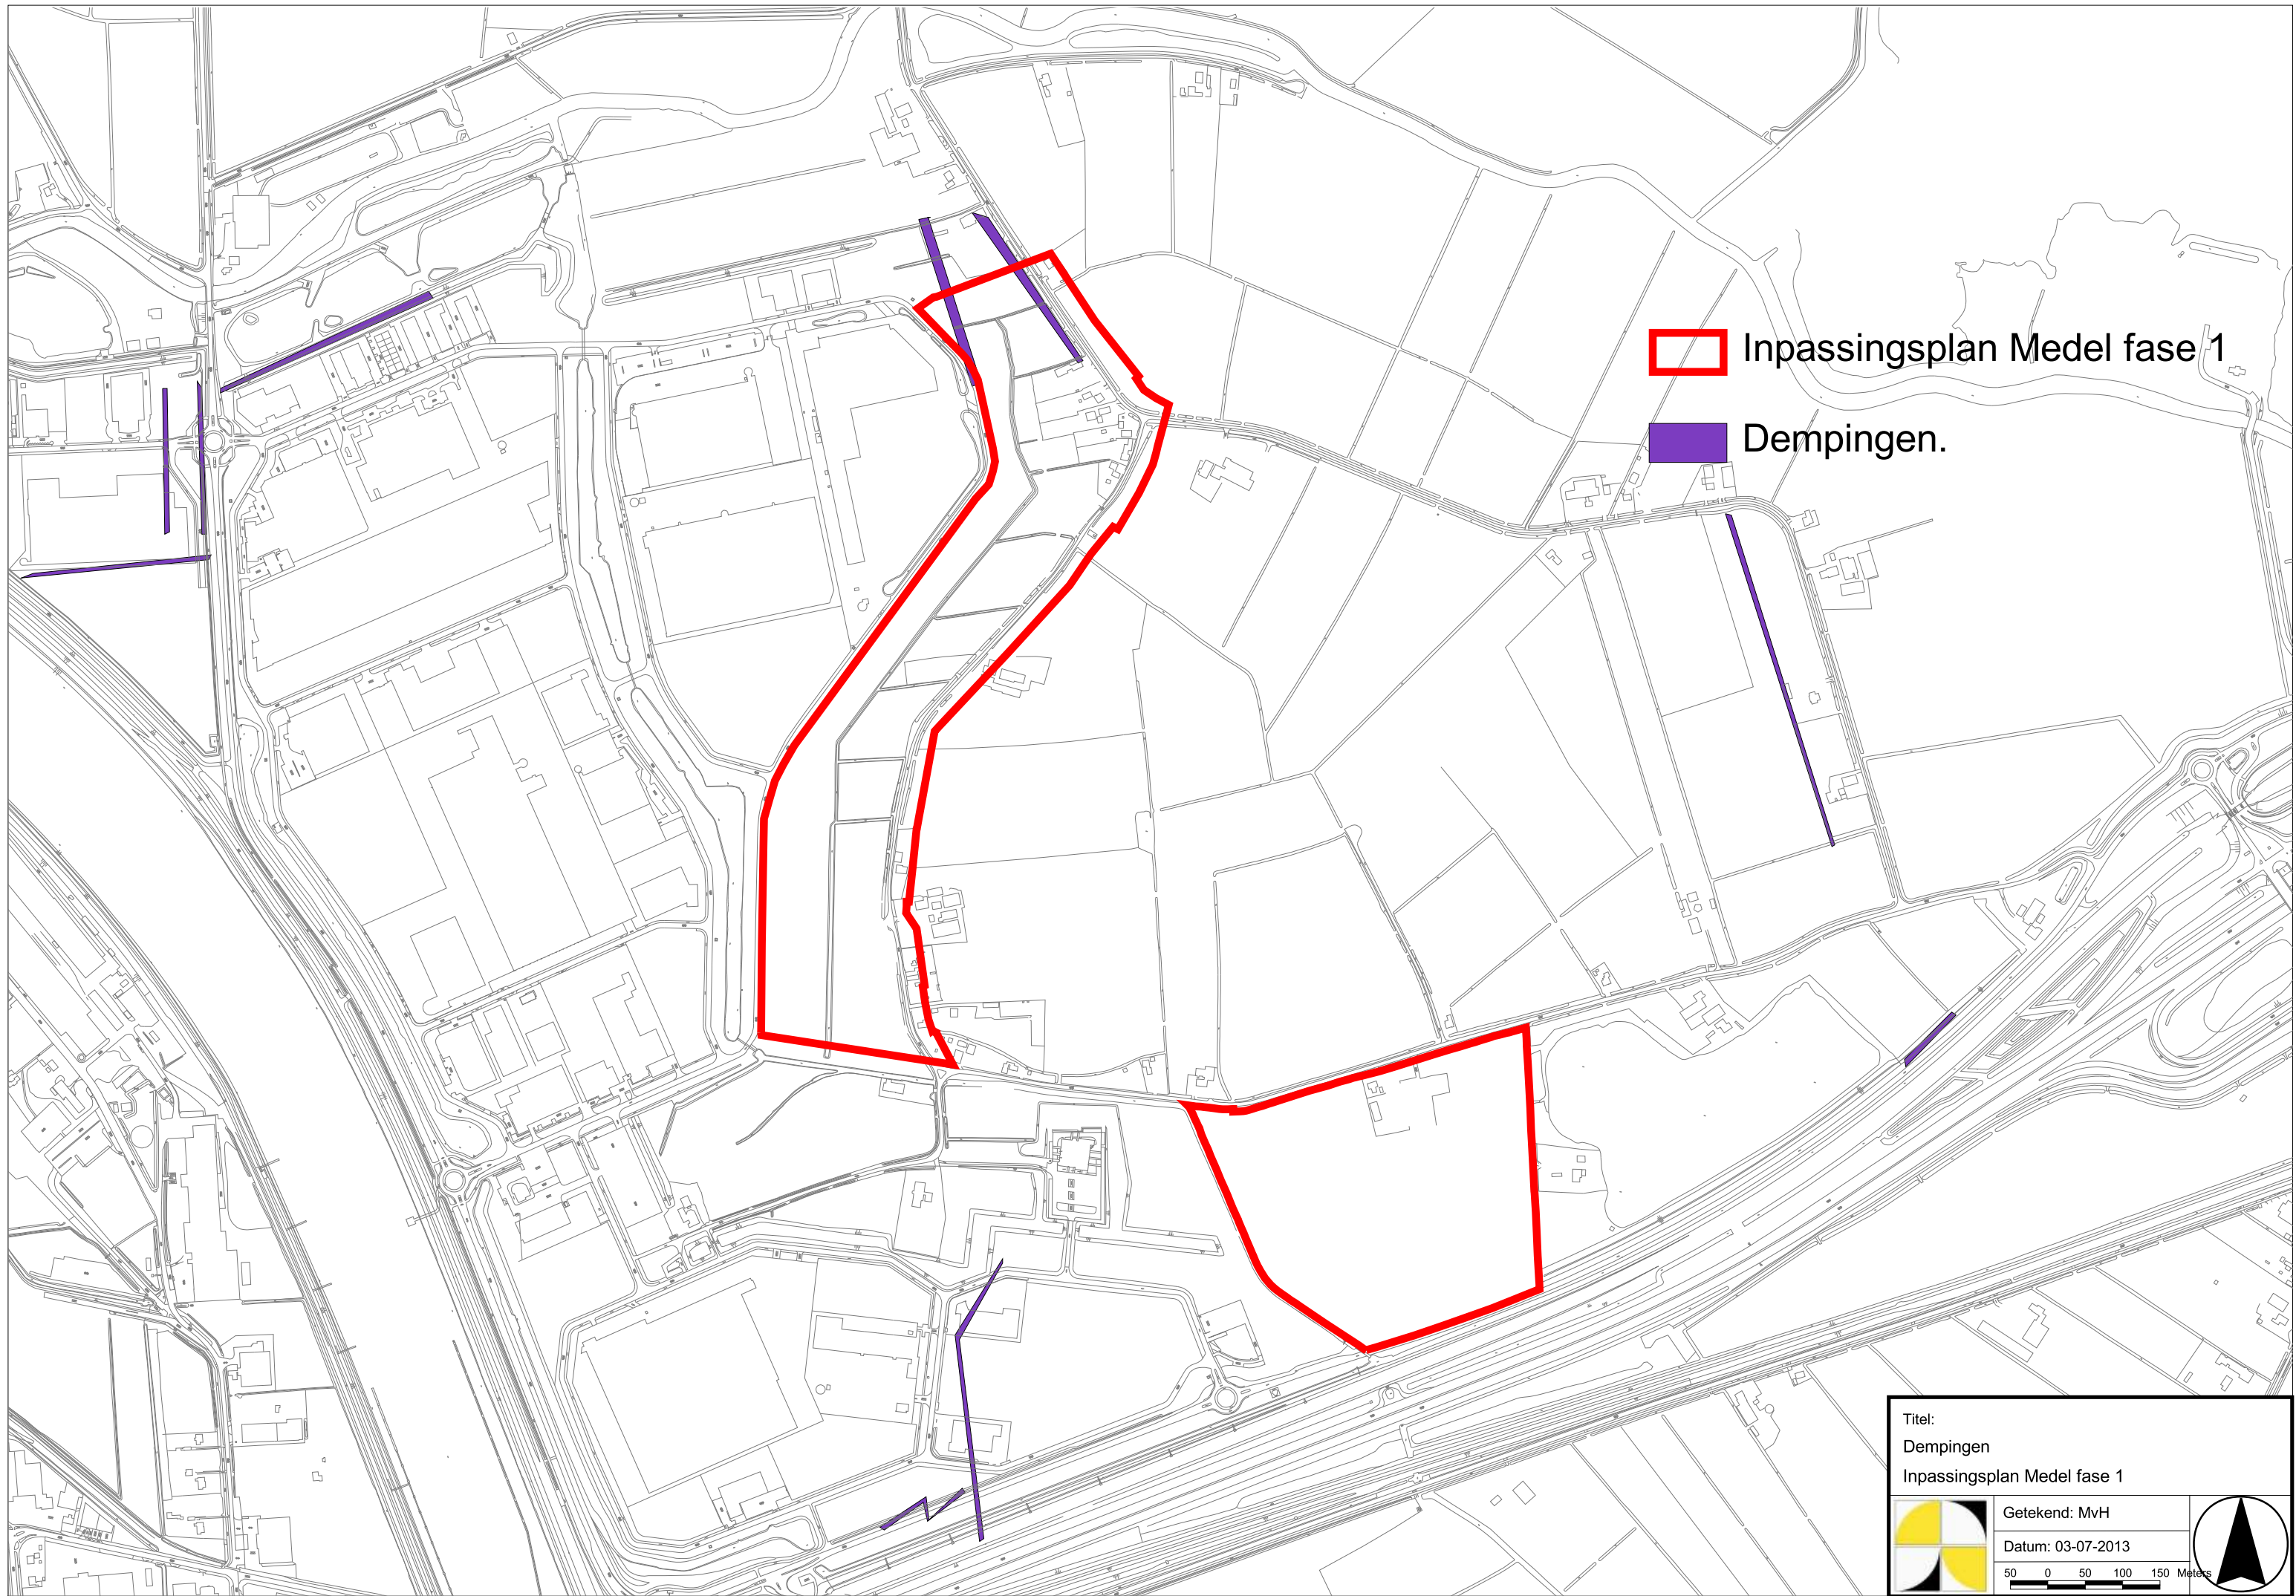 Inpassingsplan Medel fase 1
Dempingen.
Titel:
Dempingen
Inpassingsplan Medel fase 1
Getekend: MvH
Datum: 03-07-2013
50 0 50 100 150 Meters